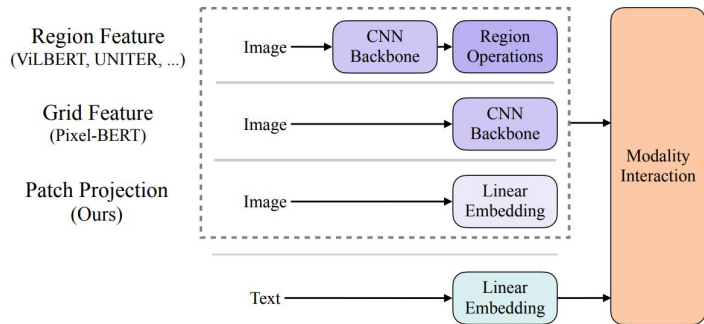 Region Feature
(ViLBERT, UNITER, ...)
Image
CNN
Backbone
Region
Operations
Grid Feature
(Pixel-BERT)
Image
CNN
Backbone
Patch Projection
(Ours)
Image
Linear
Embedding
Text
Linear
Embedding
Modality
Interaction